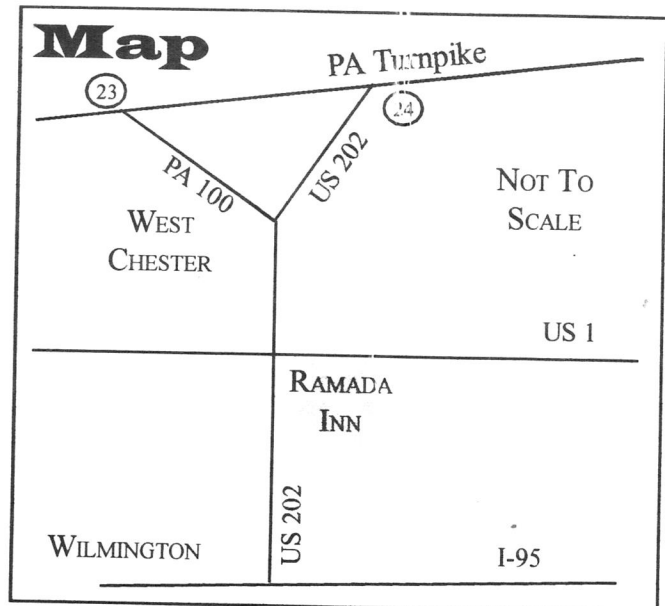 Map
PA Turnpike
23
24
PA 100
US 202
NOT TO
SCALE
WEST
CHESTER
US 1
RAMADA
INN
US 202
WILMINGTON
I-95